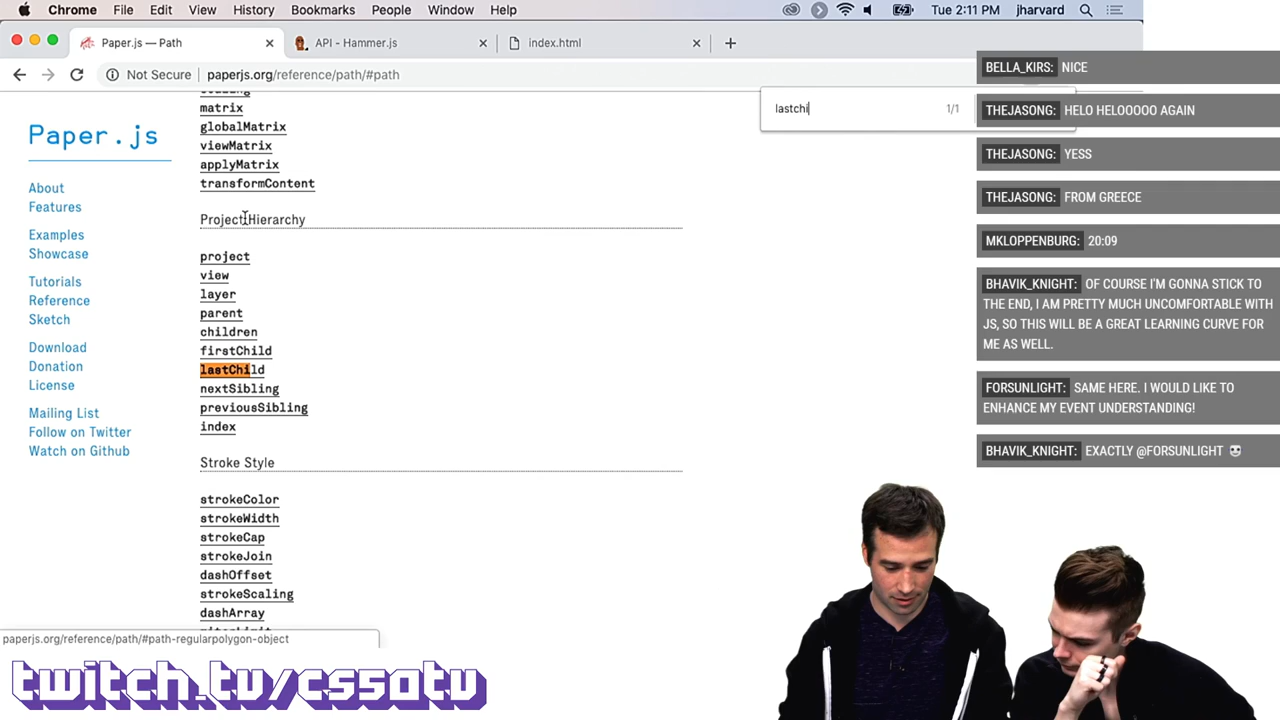 Chrome File Edit View History Bookmarks People Window Help Tue 2:11 PM jharvard
Paper.js — Path API - Hammer.js index.html
Not Secure paperjs.org/reference/path/#path
lastchi 1/1
Paper.js
About
Features
Examples
Showcase
Tutorials
Reference
Sketch
Download
Donation
License
Mailing List
Follow on Twitter
Watch on Github
matrix
globalMatrix
viewMatrix
applyMatrix
transformContent
Project Hierarchy
project
view
layer
parent
children
firstChild
lastChild
nextSibling
previousSibling
index
Stroke Style
strokeColor
strokeWidth
strokeCap
strokeJoin
dashOffset
strokeScaling
dashArray
paperjs.org/reference/path/#path-regularpolygon-object
BELLA_KIRS: NICE
THEJASONG: HELO HELOOOOO AGAIN
THEJASONG: YESS
THEJASONG: FROM GREECE
MKLOPPENBURG: 20:09
BHAVIK_KNIGHT: OF COURSE I'M GONNA STICK TO
THE END, I AM PRETTY MUCH UNCOMFORTABLE WITH
JS, SO THIS WILL BE A GREAT LEARNING CURVE FOR
ME AS WELL.
FORSUNLIGHT: SAME HERE. I WOULD LIKE TO
ENHANCE MY EVENT UNDERSTANDING!
BHAVIK_KNIGHT: EXACTLY @FORSUNLIGHT
twitch.tv/cs50tv